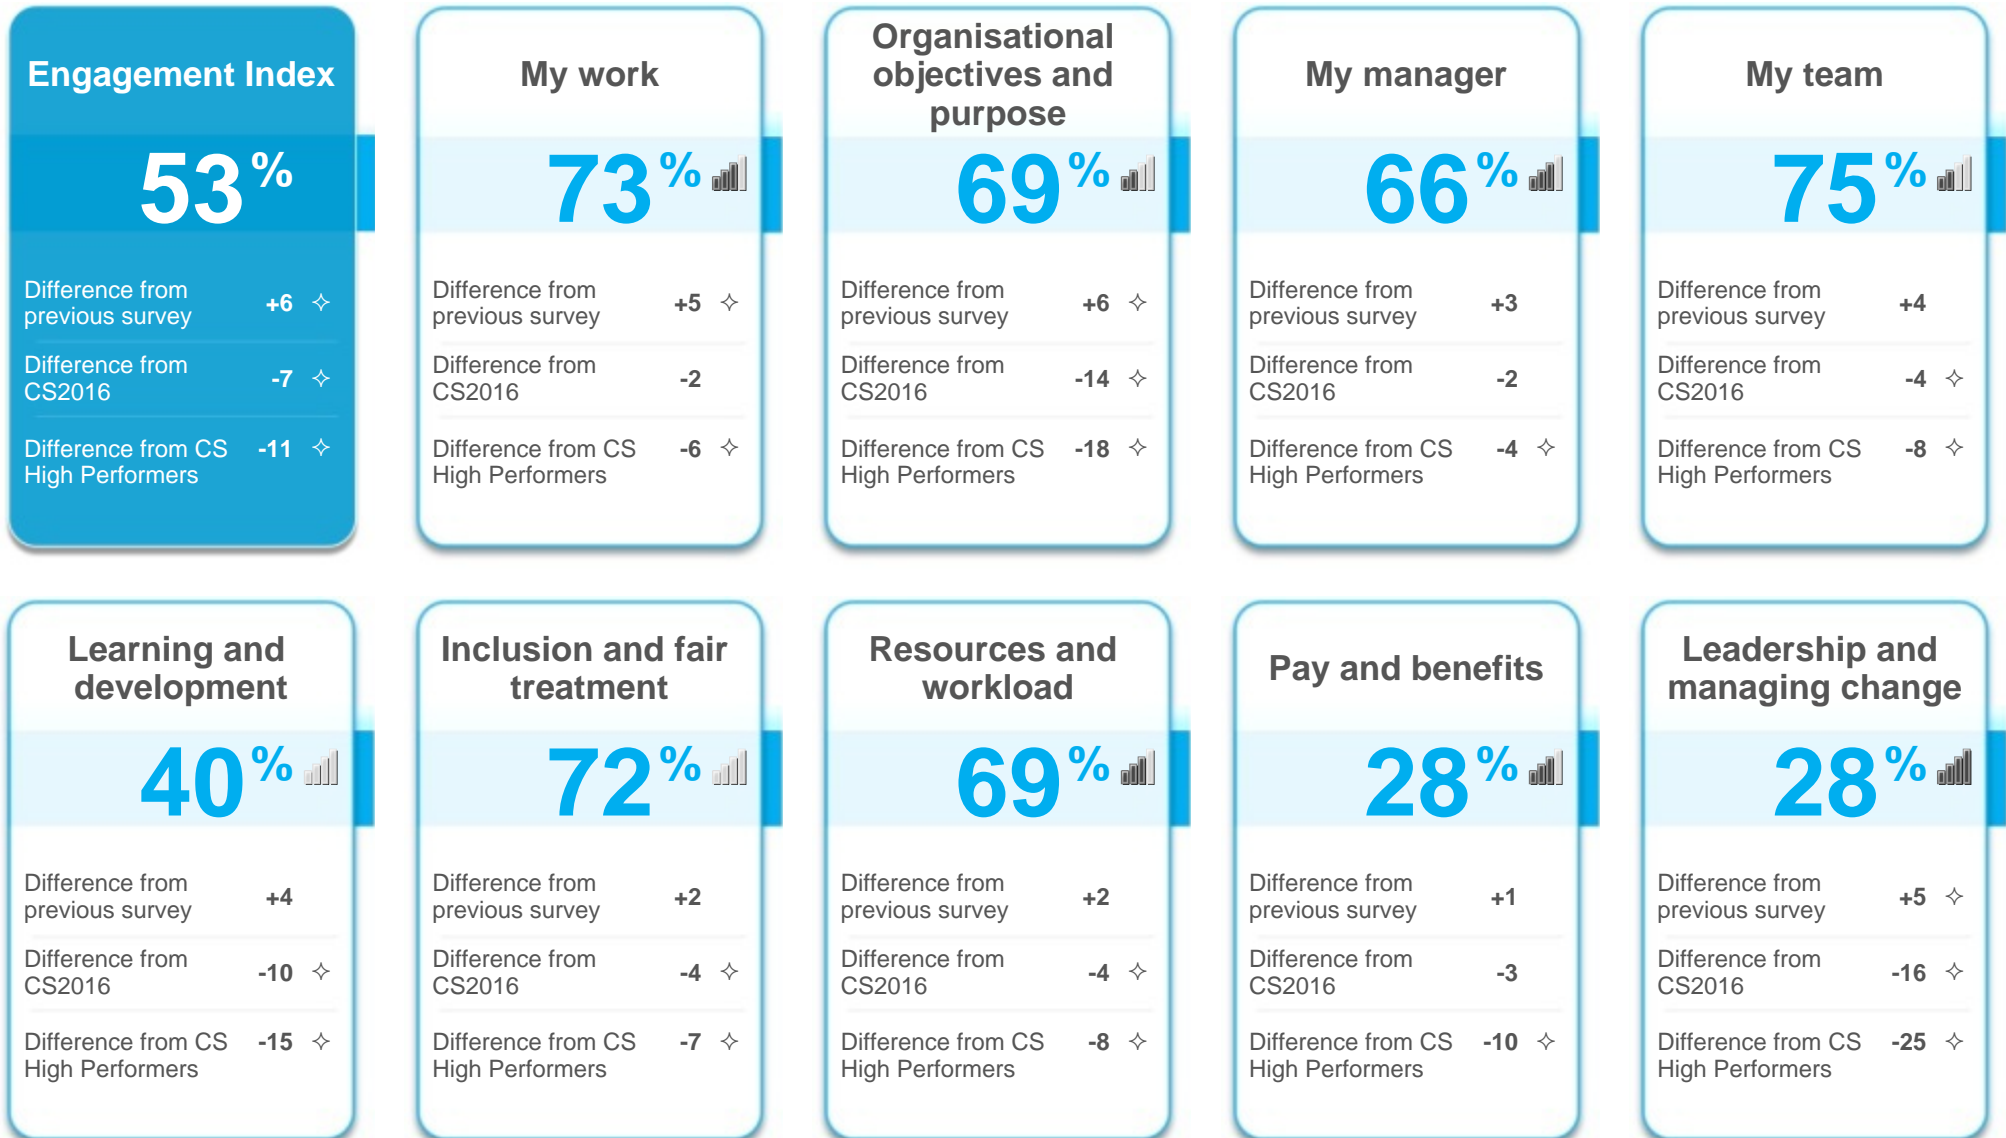 Engagement Index
53%
Difference from
previous survey +6 ✧
Difference from
CS2016 -7 ✧
Difference from CS
High Performers -11 ✧
My work
73%
Difference from
previous survey +5 ✧
Difference from
CS2016 -2
Difference from CS
High Performers -6 ✧
Organisational
objectives and
purpose
69%
Difference from
previous survey +6 ✧
Difference from
CS2016 -14 ✧
Difference from CS
High Performers -18 ✧
My manager
66%
Difference from
previous survey +3
Difference from
CS2016 -2
Difference from CS
High Performers -4 ✧
My team
75%
Difference from
previous survey +4
Difference from
CS2016 -4 ✧
Difference from CS
High Performers -8 ✧
Learning and
development
40%
Difference from
previous survey +4
Difference from
CS2016 -10 ✧
Difference from CS
High Performers -15 ✧
Inclusion and fair
treatment
72%
Difference from
previous survey +2
Difference from
CS2016 -4 ✧
Difference from CS
High Performers -7 ✧
Resources and
workload
69%
Difference from
previous survey +2
Difference from
CS2016 -4 ✧
Difference from CS
High Performers -8 ✧
Pay and benefits
28%
Difference from
previous survey +1
Difference from
CS2016 -3
Difference from CS
High Performers -10 ✧
Leadership and
managing change
28%
Difference from
previous survey +5 ✧
Difference from
CS2016 -16 ✧
Difference from CS
High Performers -25 ✧